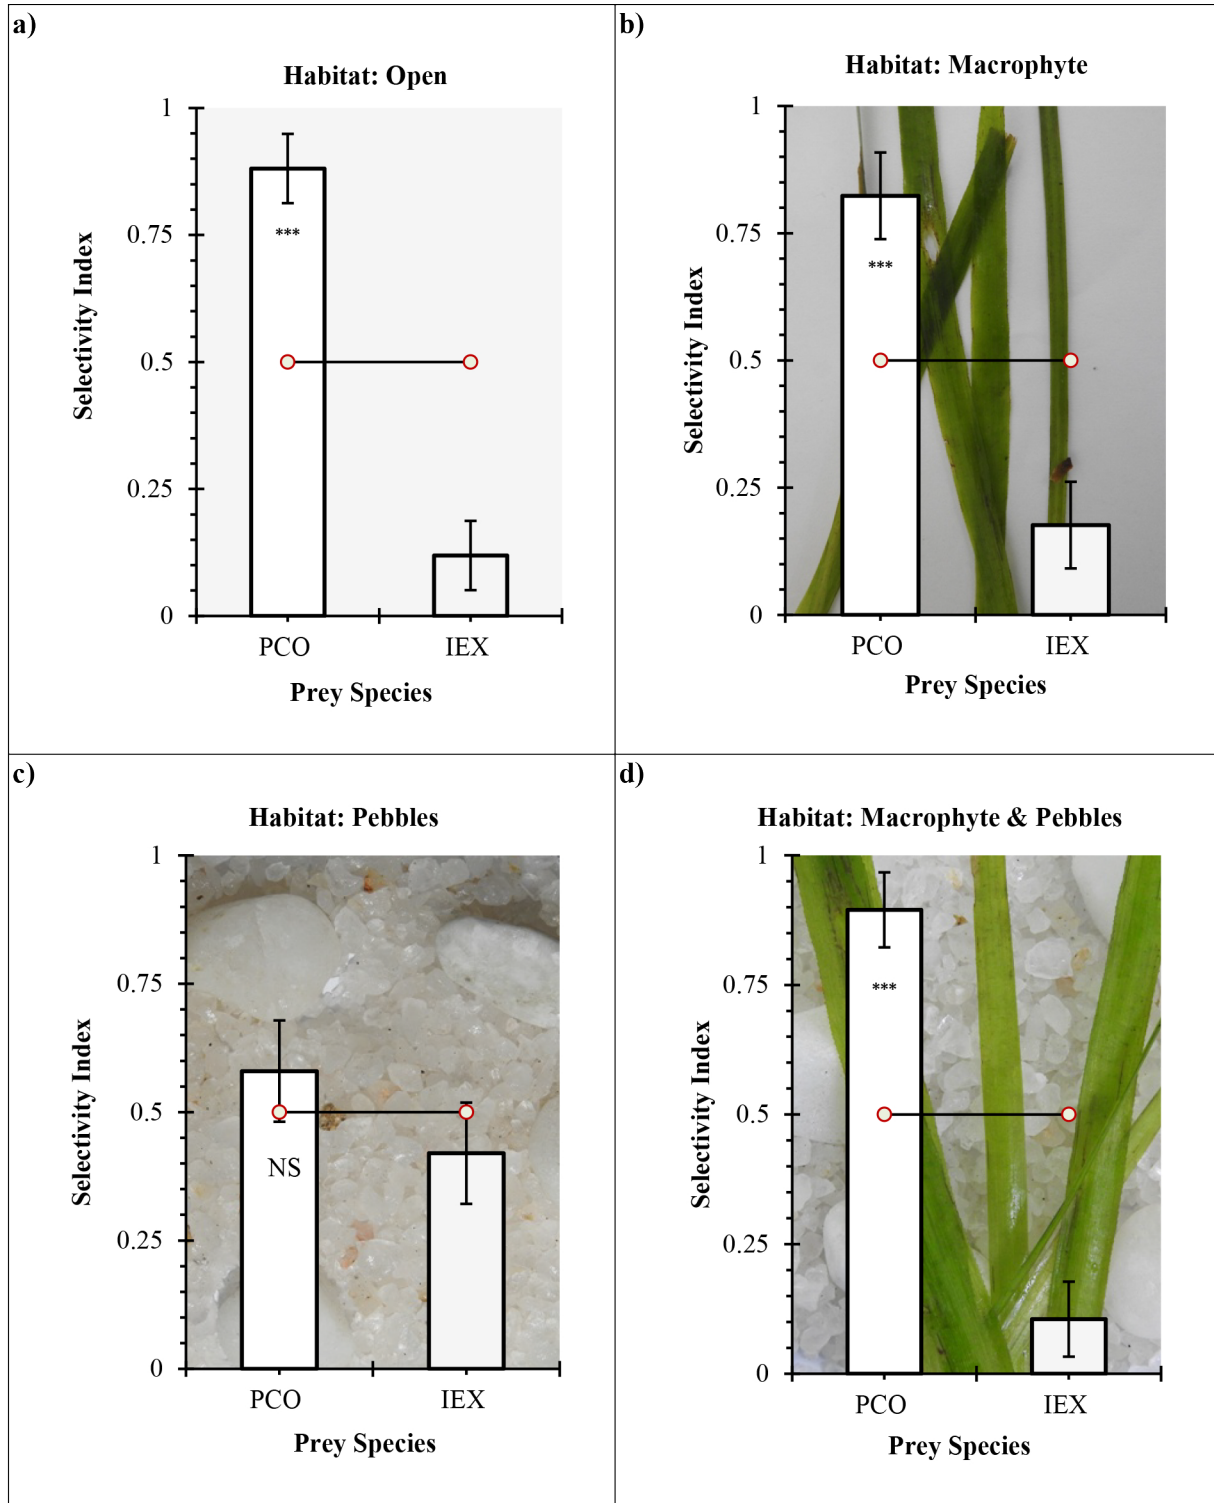 a)
Habitat: Open
1
0.75
0.5
0.25
0
Selectivity Index
***
PCO IEX
Prey Species
b)
Habitat: Macrophyte
1
0.75
0.5
0.25
0
Selectivity Index
***
PCO IEX
Prey Species
c)
Habitat: Pebbles
1
0.75
0.5
0.25
0
Selectivity Index
NS
PCO IEX
Prey Species
d)
Habitat: Macrophyte & Pebbles
1
0.75
0.5
0.25
0
Selectivity Index
***
PCO IEX
Prey Species